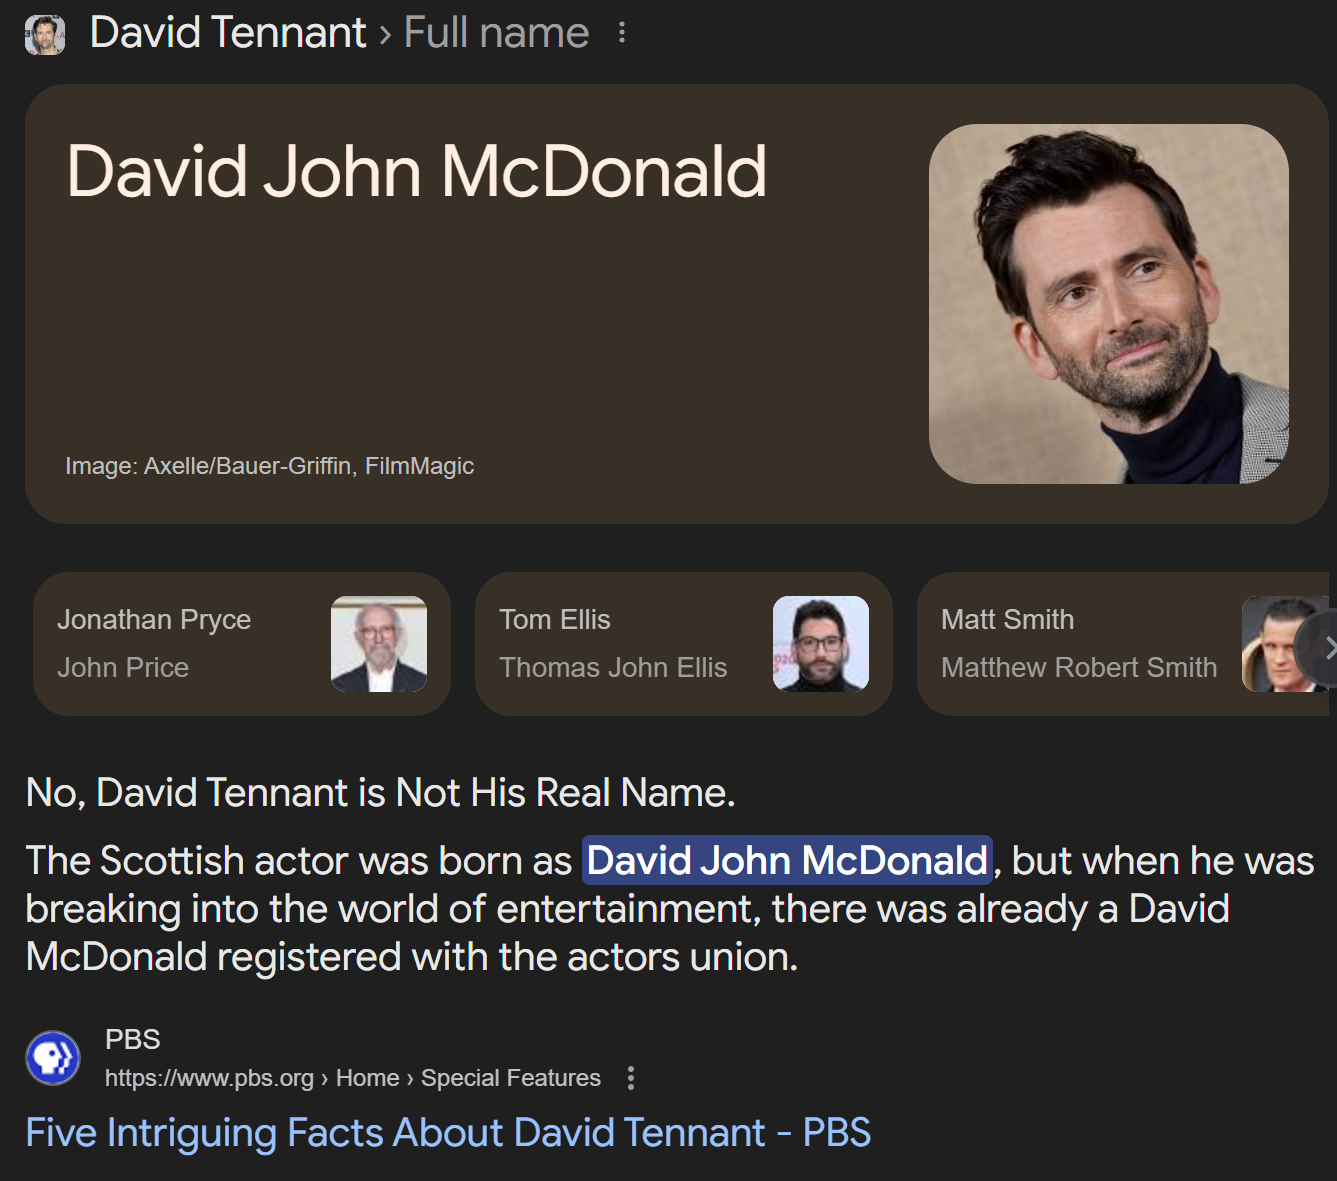 David Tennant › Full name
David John McDonald
Image: Axelle/Bauer-Griffin, FilmMagic
Jonathan Pryce
John Price
Tom Ellis
Thomas John Ellis
Matt Smith
Matthew Robert Smith
No, David Tennant is Not His Real Name.
The Scottish actor was born as David John McDonald, but when he was
breaking into the world of entertainment, there was already a David
McDonald registered with the actors union.
PBS
https://www.pbs.org › Home › Special Features
Five Intriguing Facts About David Tennant - PBS